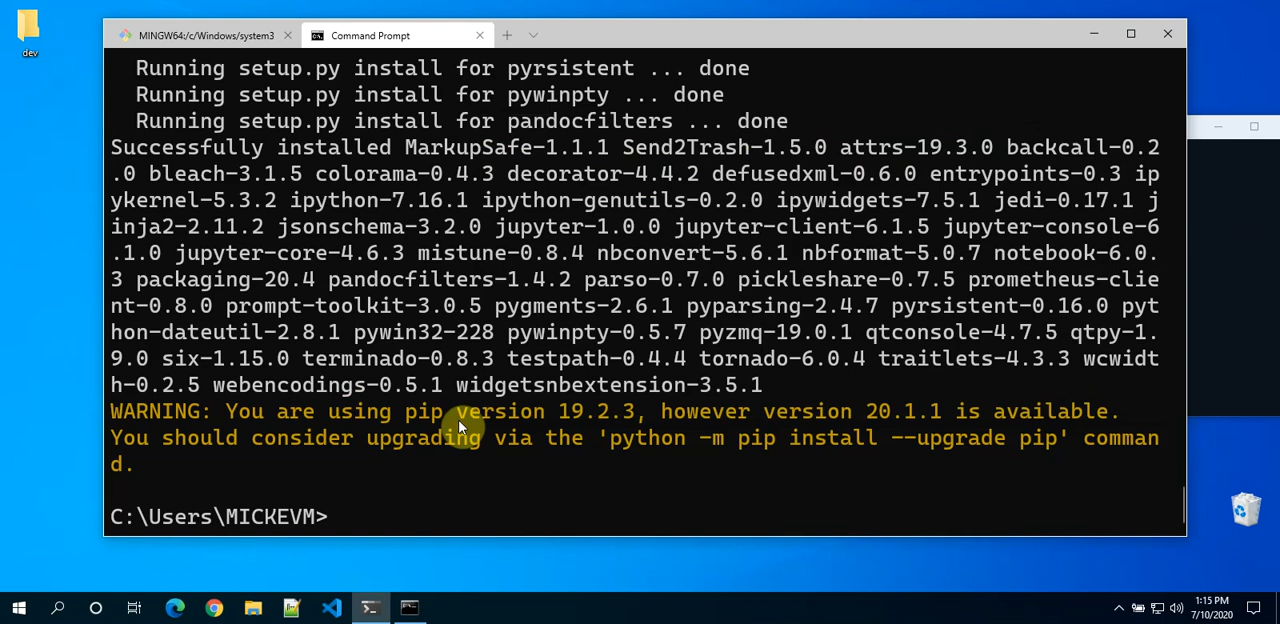 dev
MINGW64:/c/Windows/system3
Command Prompt
Running setup.py install for pyrsistent ... done
Running setup.py install for pywinpty ... done
Running setup.py install for pandocfilters ... done
Successfully installed MarkupSafe-1.1.1 Send2Trash-1.5.0 attrs-19.3.0 backcall-0.2
.0 bleach-3.1.5 colorama-0.4.3 decorator-4.4.2 defusedxml-0.6.0 entrypoints-0.3 ip
ykernel-5.3.2 ipython-7.16.1 ipython-genutils-0.2.0 ipywidgets-7.5.1 jedi-0.17.1 j
inja2-2.11.2 jsonschema-3.2.0 jupyter-1.0.0 jupyter-client-6.1.5 jupyter-console-6
.1.0 jupyter-core-4.6.3 mistune-0.8.4 nbconvert-5.6.1 nbformat-5.0.7 notebook-6.0.
3 packaging-20.4 pandocfilters-1.4.2 parso-0.7.0 pickleshare-0.7.5 prometheus-clie
nt-0.8.0 prompt-toolkit-3.0.5 pygments-2.6.1 pyparsing-2.4.7 pyrsistent-0.16.0 pyt
hon-dateutil-2.8.1 pywin32-228 pywinpty-0.5.7 pyzmq-19.0.1 qtconsole-4.7.5 qtpy-1.
9.0 six-1.15.0 terminado-0.8.3 testpath-0.4.4 tornado-6.0.4 traitlets-4.3.3 wcwidt
h-0.2.5 webencodings-0.5.1 widgetsnbextension-3.5.1
WARNING: You are using pip version 19.2.3, however version 20.1.1 is available.
You should consider upgrading via the 'python -m pip install --upgrade pip' comman
d.
C:\Users\MICKEVM>
1:15 PM
7/10/2020